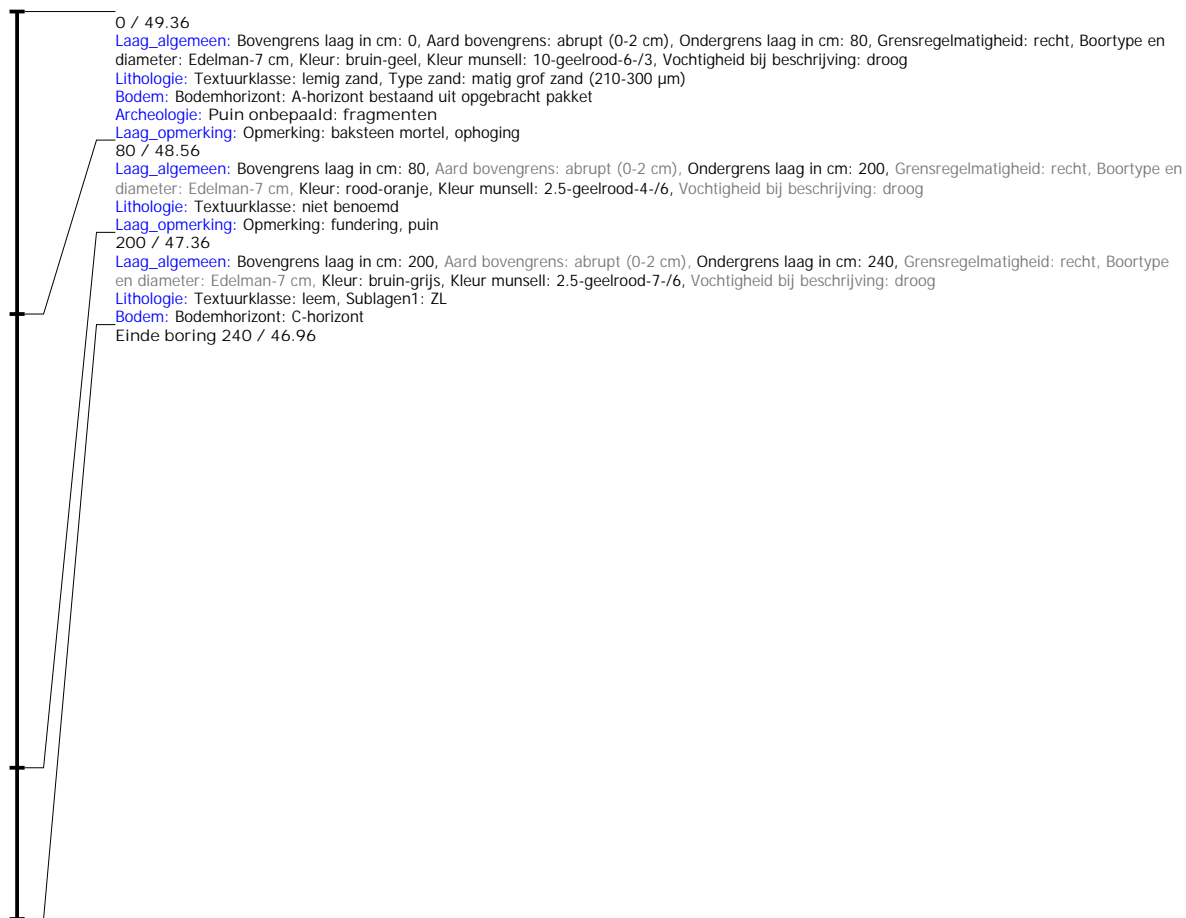 0 / 49.36
Laag_algemeen: Bovengrens laag in cm: 0, Aard bovengrens: abrupt (0-2 cm), Ondergrens laag in cm: 80, Grensregelmatigheid: recht, Boortype en
diameter: Edelman-7 cm, Kleur: bruin-geel, Kleur munsell: 10-geelrood-6-/3, Vochtigheid bij beschrijving: droog
Lithologie: Textuurklasse: lemig zand, Type zand: matig grof zand (210-300 µm)
Bodem: Bodemhorizont: A-horizont bestaand uit opgebracht pakket
Archeologie: Puin onbepaald: fragmenten
Laag_opmerking: Opmerking: baksteen mortel, ophoging
80 / 48.56
Laag_algemeen: Bovengrens laag in cm: 80, Aard bovengrens: abrupt (0-2 cm), Ondergrens laag in cm: 200, Grensregelmatigheid: recht, Boortype en
diameter: Edelman-7 cm, Kleur: rood-oranje, Kleur munsell: 2.5-geelrood-4-/6, Vochtigheid bij beschrijving: droog
Lithologie: Textuurklasse: niet benoemd
Laag_opmerking: Opmerking: fundering, puin
200 / 47.36
Laag_algemeen: Bovengrens laag in cm: 200, Aard bovengrens: abrupt (0-2 cm), Ondergrens laag in cm: 240, Grensregelmatigheid: recht, Boortype
en diameter: Edelman-7 cm, Kleur: bruin-grijs, Kleur munsell: 2.5-geelrood-7-/6, Vochtigheid bij beschrijving: droog
Lithologie: Textuurklasse: leem, Sublagen1: ZL
Bodem: Bodemhorizont: C-horizont
Einde boring 240 / 46.96